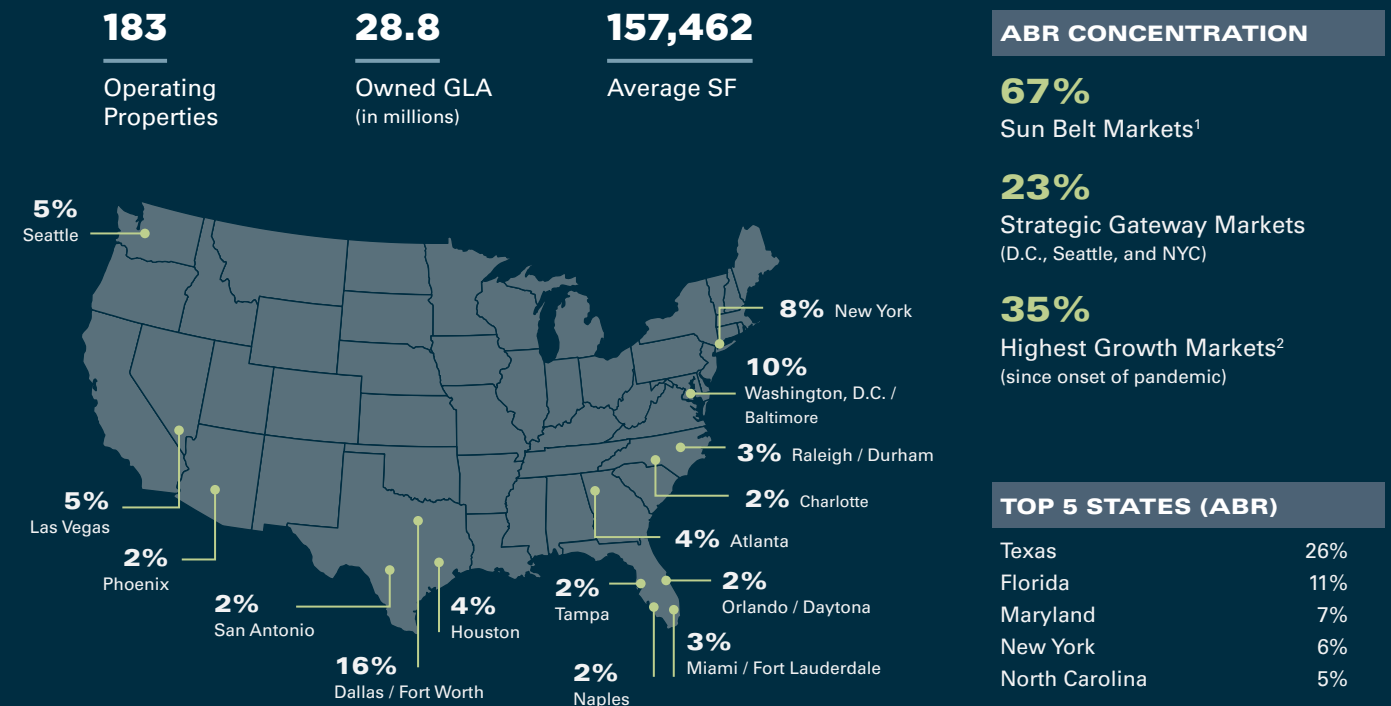 183
Operating
Properties
28.8
Owned GLA
(in millions)
157,462
Average SF
5%
Seattle
8% New York
10%
Washington, D.C. /
Baltimore
3% Raleigh / Durham
2% Charlotte
4% Atlanta
5%
Las Vegas
2%
Phoenix
2%
San Antonio
4%
Houston
16%
Dallas / Fort Worth
2%
Tampa
2%
Orlando / Daytona
3%
Miami / Fort Lauderdale
2%
Naples
ABR CONCENTRATION
67%
Sun Belt Markets¹
23%
Strategic Gateway Markets
(D.C., Seattle, and NYC)
35%
Highest Growth Markets²
(since onset of pandemic)
TOP 5 STATES (ABR)
Texas 26%
Florida 11%
Maryland 7%
New York 6%
North Carolina 5%